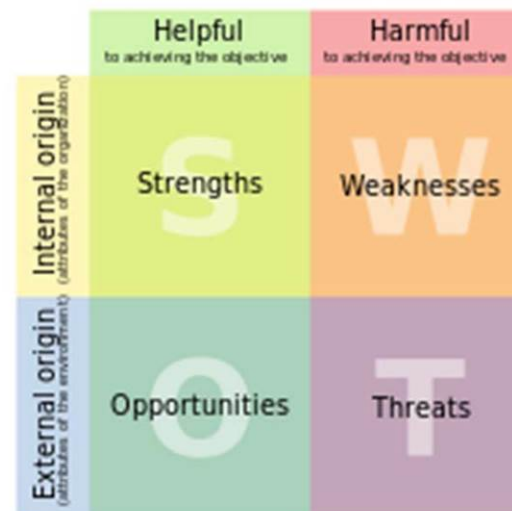 Helpful
to achieving the objective
Harmful
to achieving the objective
Internal origin
(attributes of the organization)
S
Strengths
W
Weaknesses
External origin
(attributes of the environment)
O
Opportunities
T
Threats